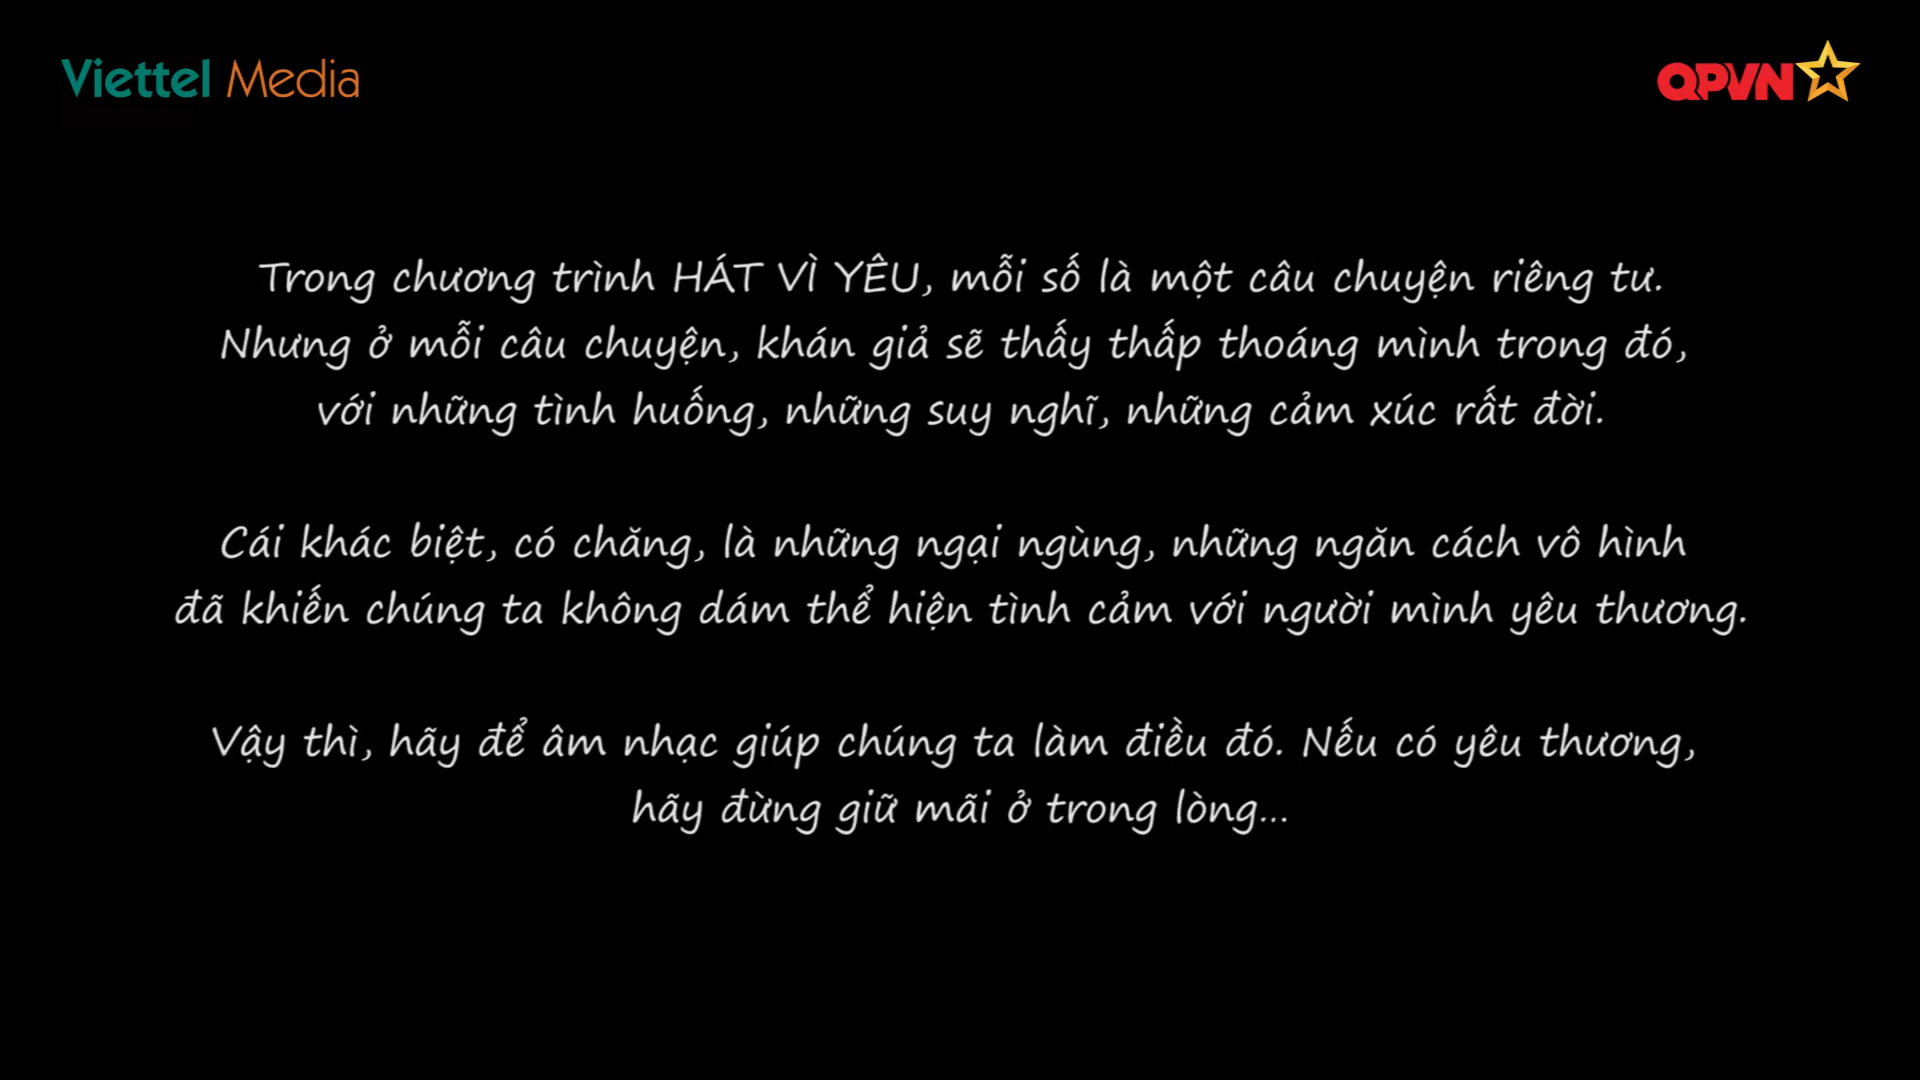 Viettel Media
QPVN
Trong chương trình HÁT VÌ YÊU, mỗi số là một câu chuyện riêng tư.
Nhưng ở mỗi câu chuyện, khán giả sẽ thấy thấp thoáng mình trong đó,
với những tình huống, những suy nghĩ, những cảm xúc rất đời.
Cái khác biệt, có chăng, là những ngại ngùng, những ngăn cách vô hình
đã khiến chúng ta không dám thể hiện tình cảm với người mình yêu thương.
Vậy thì, hãy để âm nhạc giúp chúng ta làm điều đó. Nếu có yêu thương,
hãy đừng giữ mãi ở trong lòng...